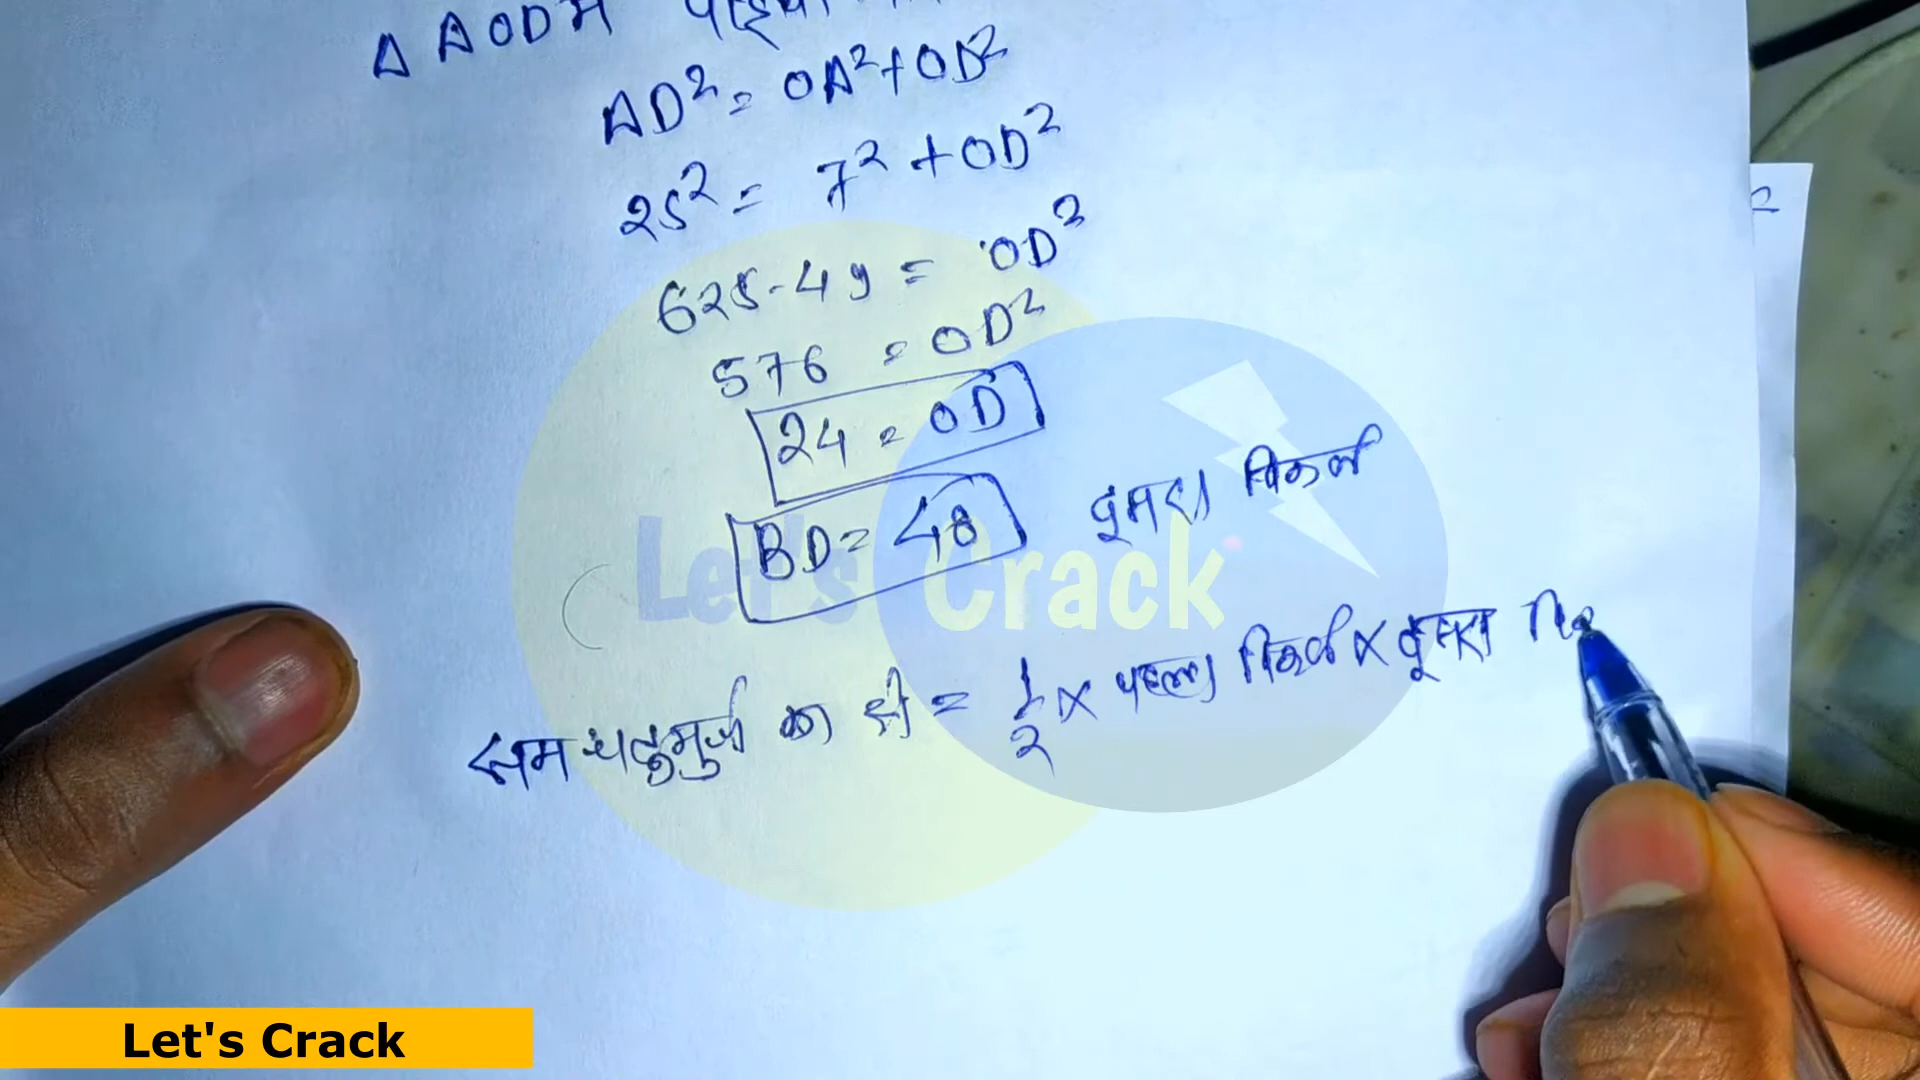 Δ AOD में
AD² = OA² + OD²
25² = 7² + OD²
625 - 49 = OD²
576 = OD²
24 = OD
BD = 48 दूसरा विकर्ण
समचतुर्भुज का क्षे = 1/2 × पहला विकर्ण × दूसरा
Let's Crack
Let's Crack